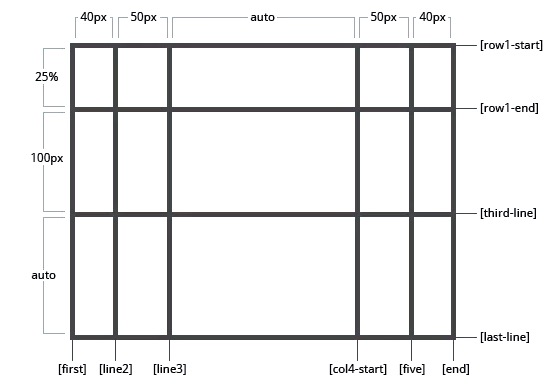 40px 50px auto 50px 40px
[row1-start]
25%
[row1-end]
100px
[third-line]
auto
[last-line]
[first] [line2] [line3] [col4-start] [five] [end]